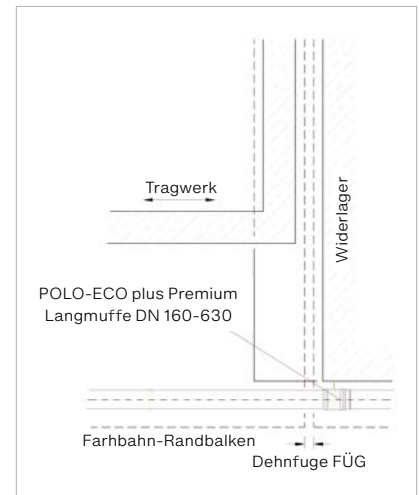 Tragwerk
Widerlager
POLO-ECO plus Premium
Langmuffe DN 160-630
Farhbahn-Randbalken
Dehnfuge FÜG